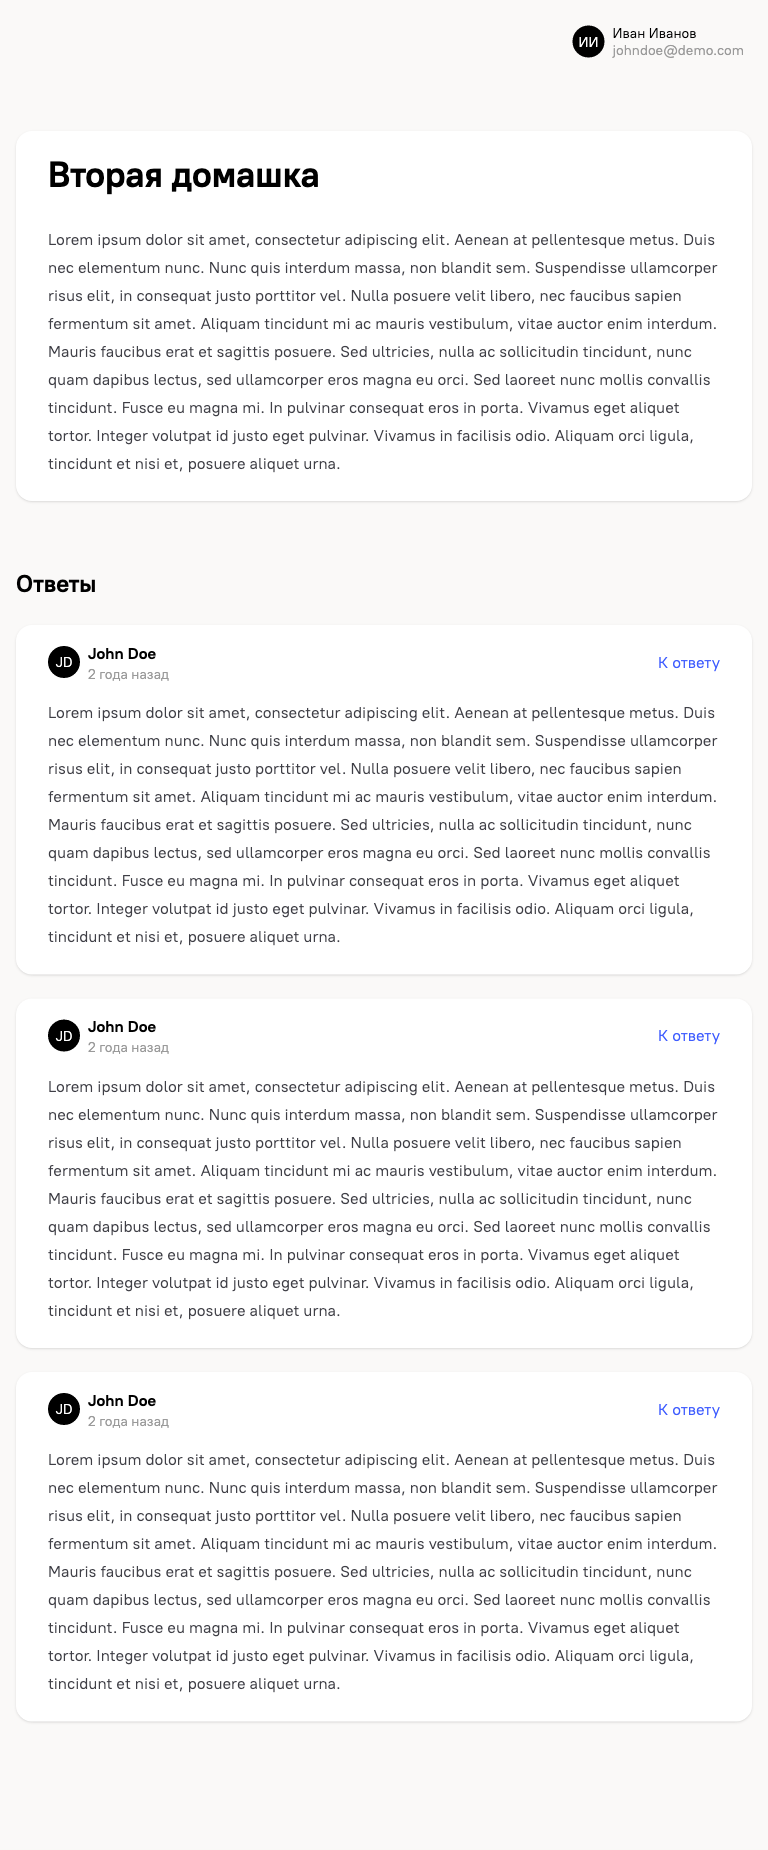 ИИ
Иван Иванов
johndoe@demo.com
Вторая домашка
Lorem ipsum dolor sit amet, consectetur adipiscing elit. Aenean at pellentesque metus. Duis
nec elementum nunc. Nunc quis interdum massa, non blandit sem. Suspendisse ullamcorper
risus elit, in consequat justo porttitor vel. Nulla posuere velit libero, nec faucibus sapien
fermentum sit amet. Aliquam tincidunt mi ac mauris vestibulum, vitae auctor enim interdum.
Mauris faucibus erat et sagittis posuere. Sed ultricies, nulla ac sollicitudin tincidunt, nunc
quam dapibus lectus, sed ullamcorper eros magna eu orci. Sed laoreet nunc mollis convallis
tincidunt. Fusce eu magna mi. In pulvinar consequat eros in porta. Vivamus eget aliquet
tortor. Integer volutpat id justo eget pulvinar. Vivamus in facilisis odio. Aliquam orci ligula,
tincidunt et nisi et, posuere aliquet urna.
Ответы
JD
John Doe
2 года назад
К ответу
Lorem ipsum dolor sit amet, consectetur adipiscing elit. Aenean at pellentesque metus. Duis
nec elementum nunc. Nunc quis interdum massa, non blandit sem. Suspendisse ullamcorper
risus elit, in consequat justo porttitor vel. Nulla posuere velit libero, nec faucibus sapien
fermentum sit amet. Aliquam tincidunt mi ac mauris vestibulum, vitae auctor enim interdum.
Mauris faucibus erat et sagittis posuere. Sed ultricies, nulla ac sollicitudin tincidunt, nunc
quam dapibus lectus, sed ullamcorper eros magna eu orci. Sed laoreet nunc mollis convallis
tincidunt. Fusce eu magna mi. In pulvinar consequat eros in porta. Vivamus eget aliquet
tortor. Integer volutpat id justo eget pulvinar. Vivamus in facilisis odio. Aliquam orci ligula,
tincidunt et nisi et, posuere aliquet urna.
JD
John Doe
2 года назад
К ответу
Lorem ipsum dolor sit amet, consectetur adipiscing elit. Aenean at pellentesque metus. Duis
nec elementum nunc. Nunc quis interdum massa, non blandit sem. Suspendisse ullamcorper
risus elit, in consequat justo porttitor vel. Nulla posuere velit libero, nec faucibus sapien
fermentum sit amet. Aliquam tincidunt mi ac mauris vestibulum, vitae auctor enim interdum.
Mauris faucibus erat et sagittis posuere. Sed ultricies, nulla ac sollicitudin tincidunt, nunc
quam dapibus lectus, sed ullamcorper eros magna eu orci. Sed laoreet nunc mollis convallis
tincidunt. Fusce eu magna mi. In pulvinar consequat eros in porta. Vivamus eget aliquet
tortor. Integer volutpat id justo eget pulvinar. Vivamus in facilisis odio. Aliquam orci ligula,
tincidunt et nisi et, posuere aliquet urna.
JD
John Doe
2 года назад
К ответу
Lorem ipsum dolor sit amet, consectetur adipiscing elit. Aenean at pellentesque metus. Duis
nec elementum nunc. Nunc quis interdum massa, non blandit sem. Suspendisse ullamcorper
risus elit, in consequat justo porttitor vel. Nulla posuere velit libero, nec faucibus sapien
fermentum sit amet. Aliquam tincidunt mi ac mauris vestibulum, vitae auctor enim interdum.
Mauris faucibus erat et sagittis posuere. Sed ultricies, nulla ac sollicitudin tincidunt, nunc
quam dapibus lectus, sed ullamcorper eros magna eu orci. Sed laoreet nunc mollis convallis
tincidunt. Fusce eu magna mi. In pulvinar consequat eros in porta. Vivamus eget aliquet
tortor. Integer volutpat id justo eget pulvinar. Vivamus in facilisis odio. Aliquam orci ligula,
tincidunt et nisi et, posuere aliquet urna.